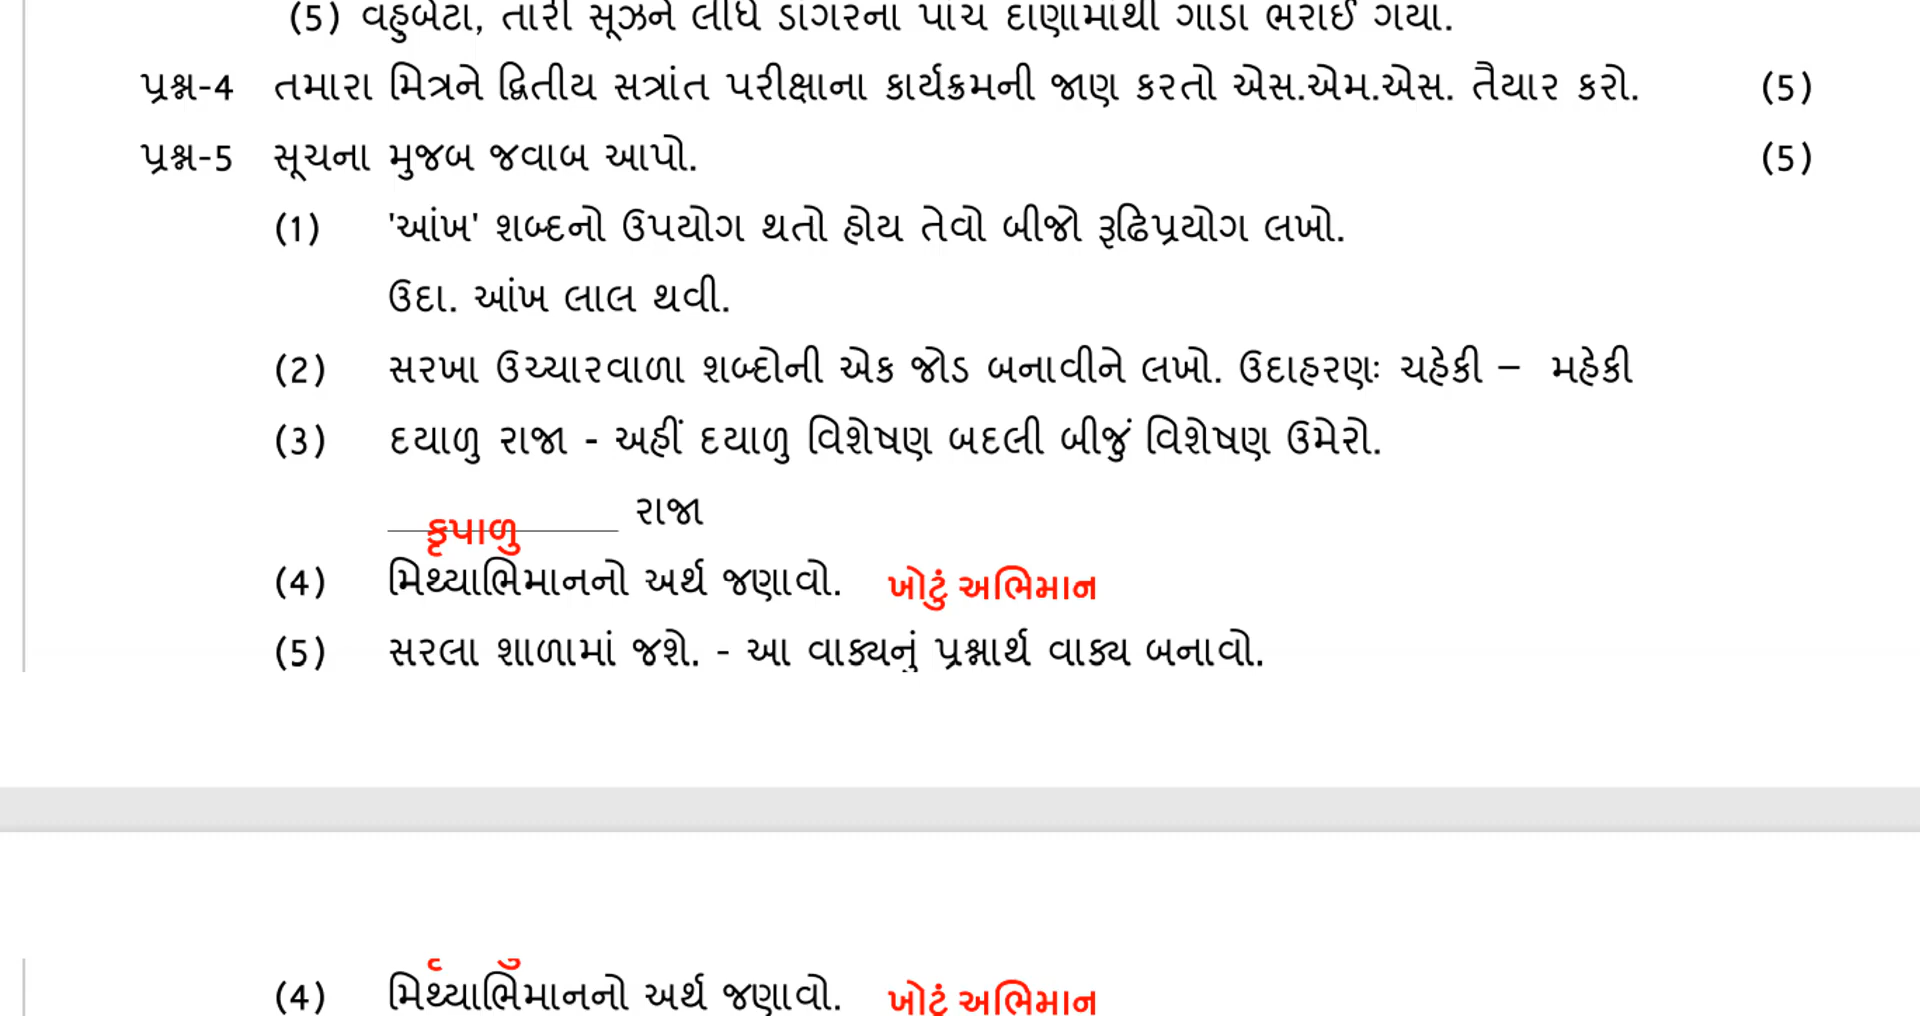 (5) વહુબેટા, તારી સૂઝને લીધે ડાંગરના પાંચ દાણામાંથી ગાડાં ભરાઈ ગયાં.
પ્રશ્ન-4 તમારા મિત્રને દ્વિતીય સત્રાંત પરીક્ષાના કાર્યક્રમની જાણ કરતો એસ.એમ.એસ. તૈયાર કરો. (5)
પ્રશ્ન-5 સૂચના મુજબ જવાબ આપો. (5)
(1) 'આંખ' શબ્દનો ઉપયોગ થતો હોય તેવો બીજો રૂઢિપ્રયોગ લખો.
ઉદા. આંખ લાલ થવી.
(2) સરખા ઉચ્ચારવાળા શબ્દોની એક જોડ બનાવીને લખો. ઉદાહરણઃ ચહેકી – મહેકી
(3) દયાળુ રાજા - અહીં દયાળુ વિશેષણ બદલી બીજું વિશેષણ ઉમેરો.
કૃપાળુ રાજા
(4) મિથ્યાભિમાનનો અર્થ જણાવો. ખોટું અભિમાન
(5) સરલા શાળામાં જશે. - આ વાક્યનું પ્રશ્નાર્થ વાક્ય બનાવો.
(4) મિથ્યાભિમાનનો અર્થ જણાવો. ખોટું અભિમાન